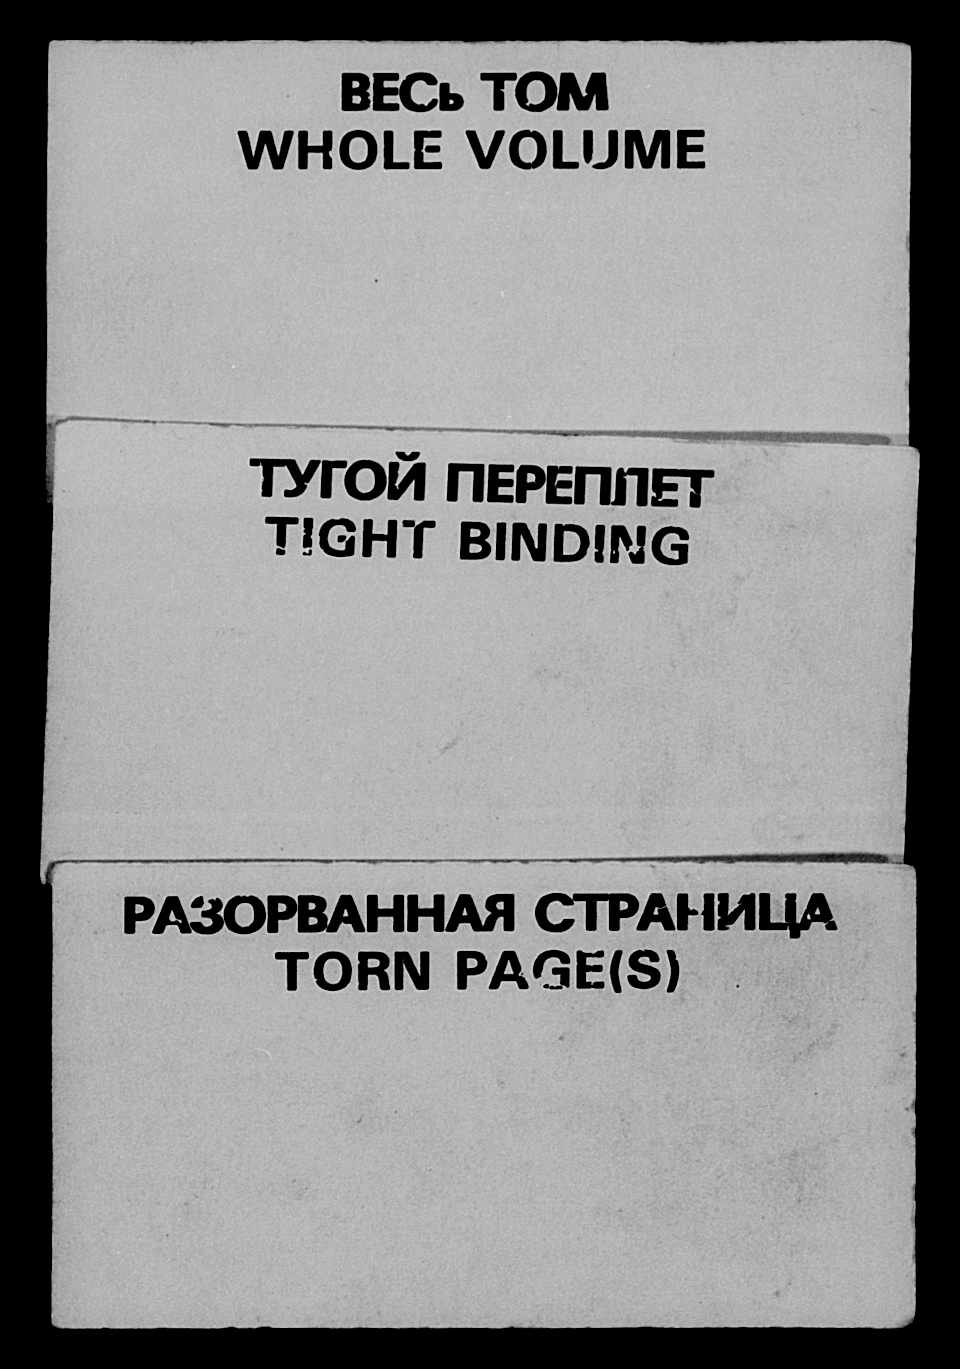 ВЕСЬ ТОМ
WHOLE VOLUME
ТУГОЙ ПЕРЕПЛЕТ
TIGHT BINDING
РАЗОРВАННАЯ СТРАНИЦА
TORN PAGE(S)